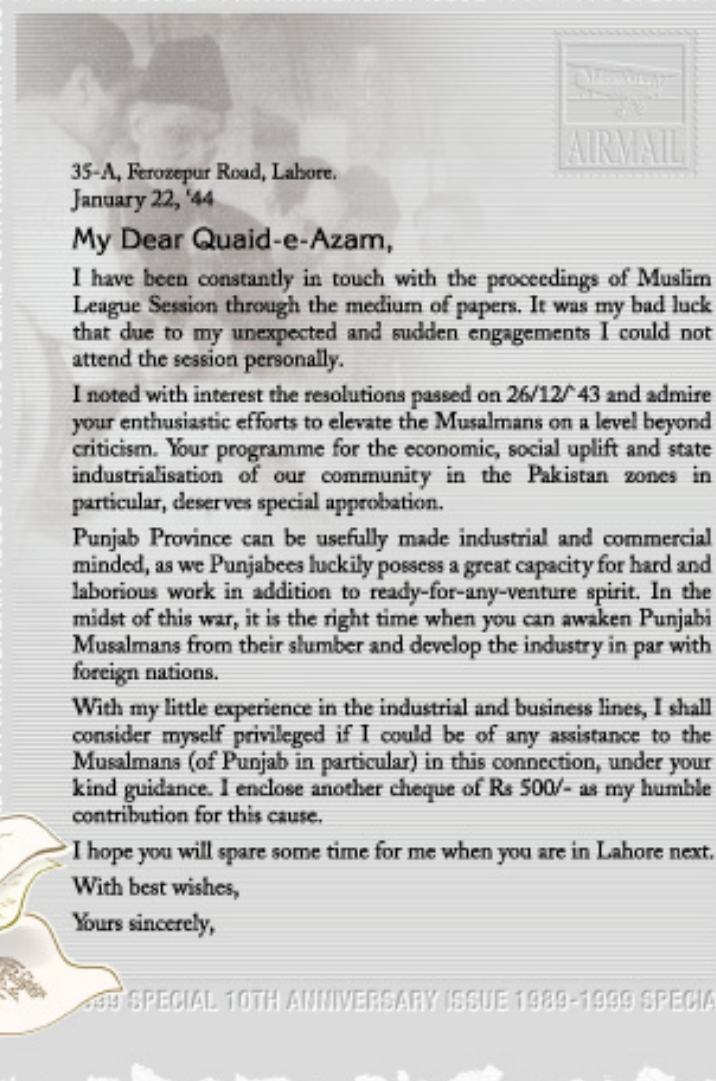 AIRMAIL
35-A, Ferozepur Road, Lahore.
January 22, '44
My Dear Quaid-e-Azam,
I have been constantly in touch with the proceedings of Muslim
League Session through the medium of papers. It was my bad luck
that due to my unexpected and sudden engagements I could not
attend the session personally.
I noted with interest the resolutions passed on 26/12/`43 and admire
your enthusiastic efforts to elevate the Musalmans on a level beyond
criticism. Your programme for the economic, social uplift and state
industrialisation of our community in the Pakistan zones in
particular, deserves special approbation.
Punjab Province can be usefully made industrial and commercial
minded, as we Punjabees luckily possess a great capacity for hard and
laborious work in addition to ready-for-any-venture spirit. In the
midst of this war, it is the right time when you can awaken Punjabi
Musalmans from their slumber and develop the industry in par with
foreign nations.
With my little experience in the industrial and business lines, I shall
consider myself privileged if I could be of any assistance to the
Musalmans (of Punjab in particular) in this connection, under your
kind guidance. I enclose another cheque of Rs 500/- as my humble
contribution for this cause.
I hope you will spare some time for me when you are in Lahore next.
With best wishes,
Yours sincerely,
999 SPECIAL 10TH ANNIVERSARY ISSUE 1989-1999 SPECIA